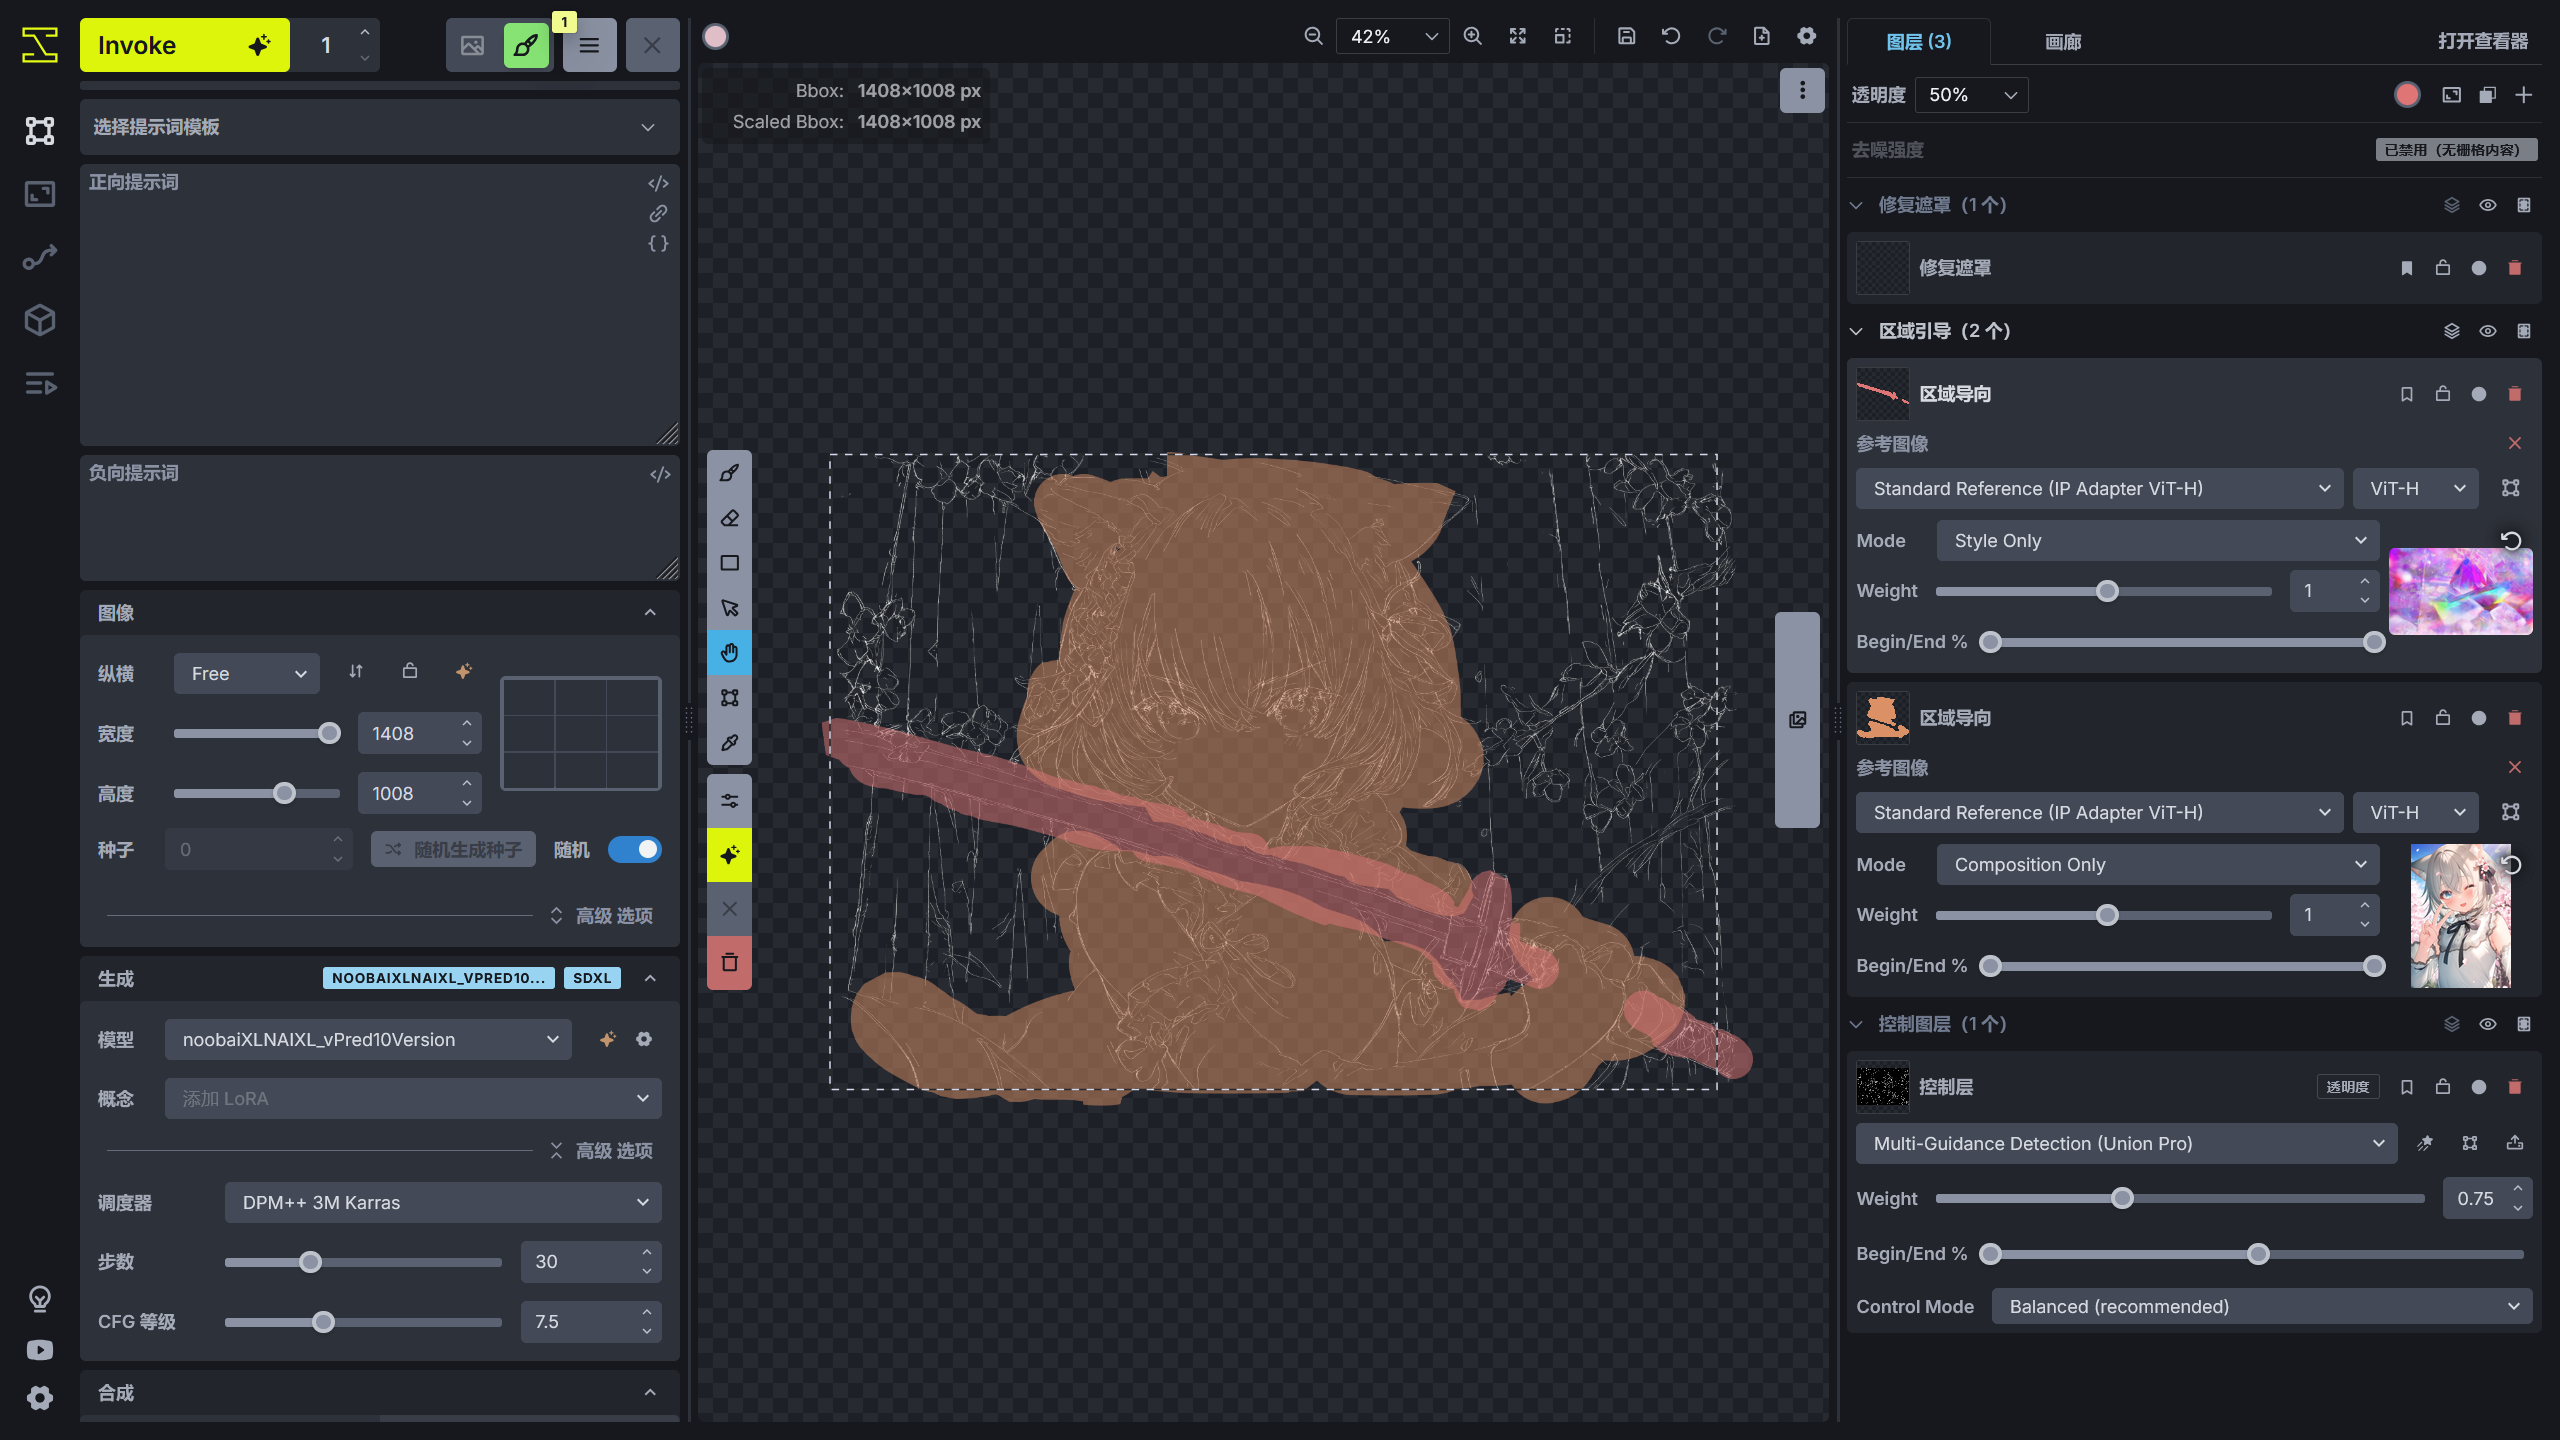 Invoke
1
1
选择提示词模板
正向提示词
负向提示词
图像
纵横
Free
宽度
1408
高度
1008
种子
0
随机生成种子
随机
高级 选项
生成
NOOBAIXLNAIXL_VPRED10...
SDXL
模型
noobaiXLNAIXL_vPred10Version
概念
添加 LoRA
高级 选项
调度器
DPM++ 3M Karras
步数
30
CFG 等级
7.5
合成
42%
Bbox: 1408×1008 px
Scaled Bbox: 1408×1008 px
图层 (3)
画廊
打开查看器
透明度
50%
去噪强度
已禁用（无栅格内容）
修复遮罩（1 个）
修复遮罩
区域引导（2 个）
区域导向
参考图像
Standard Reference (IP Adapter ViT-H)
ViT-H
Mode
Style Only
Weight
1
Begin/End %
区域导向
参考图像
Standard Reference (IP Adapter ViT-H)
ViT-H
Mode
Composition Only
Weight
1
Begin/End %
控制图层（1 个）
控制层
透明度
Multi-Guidance Detection (Union Pro)
Weight
0.75
Begin/End %
Control Mode
Balanced (recommended)